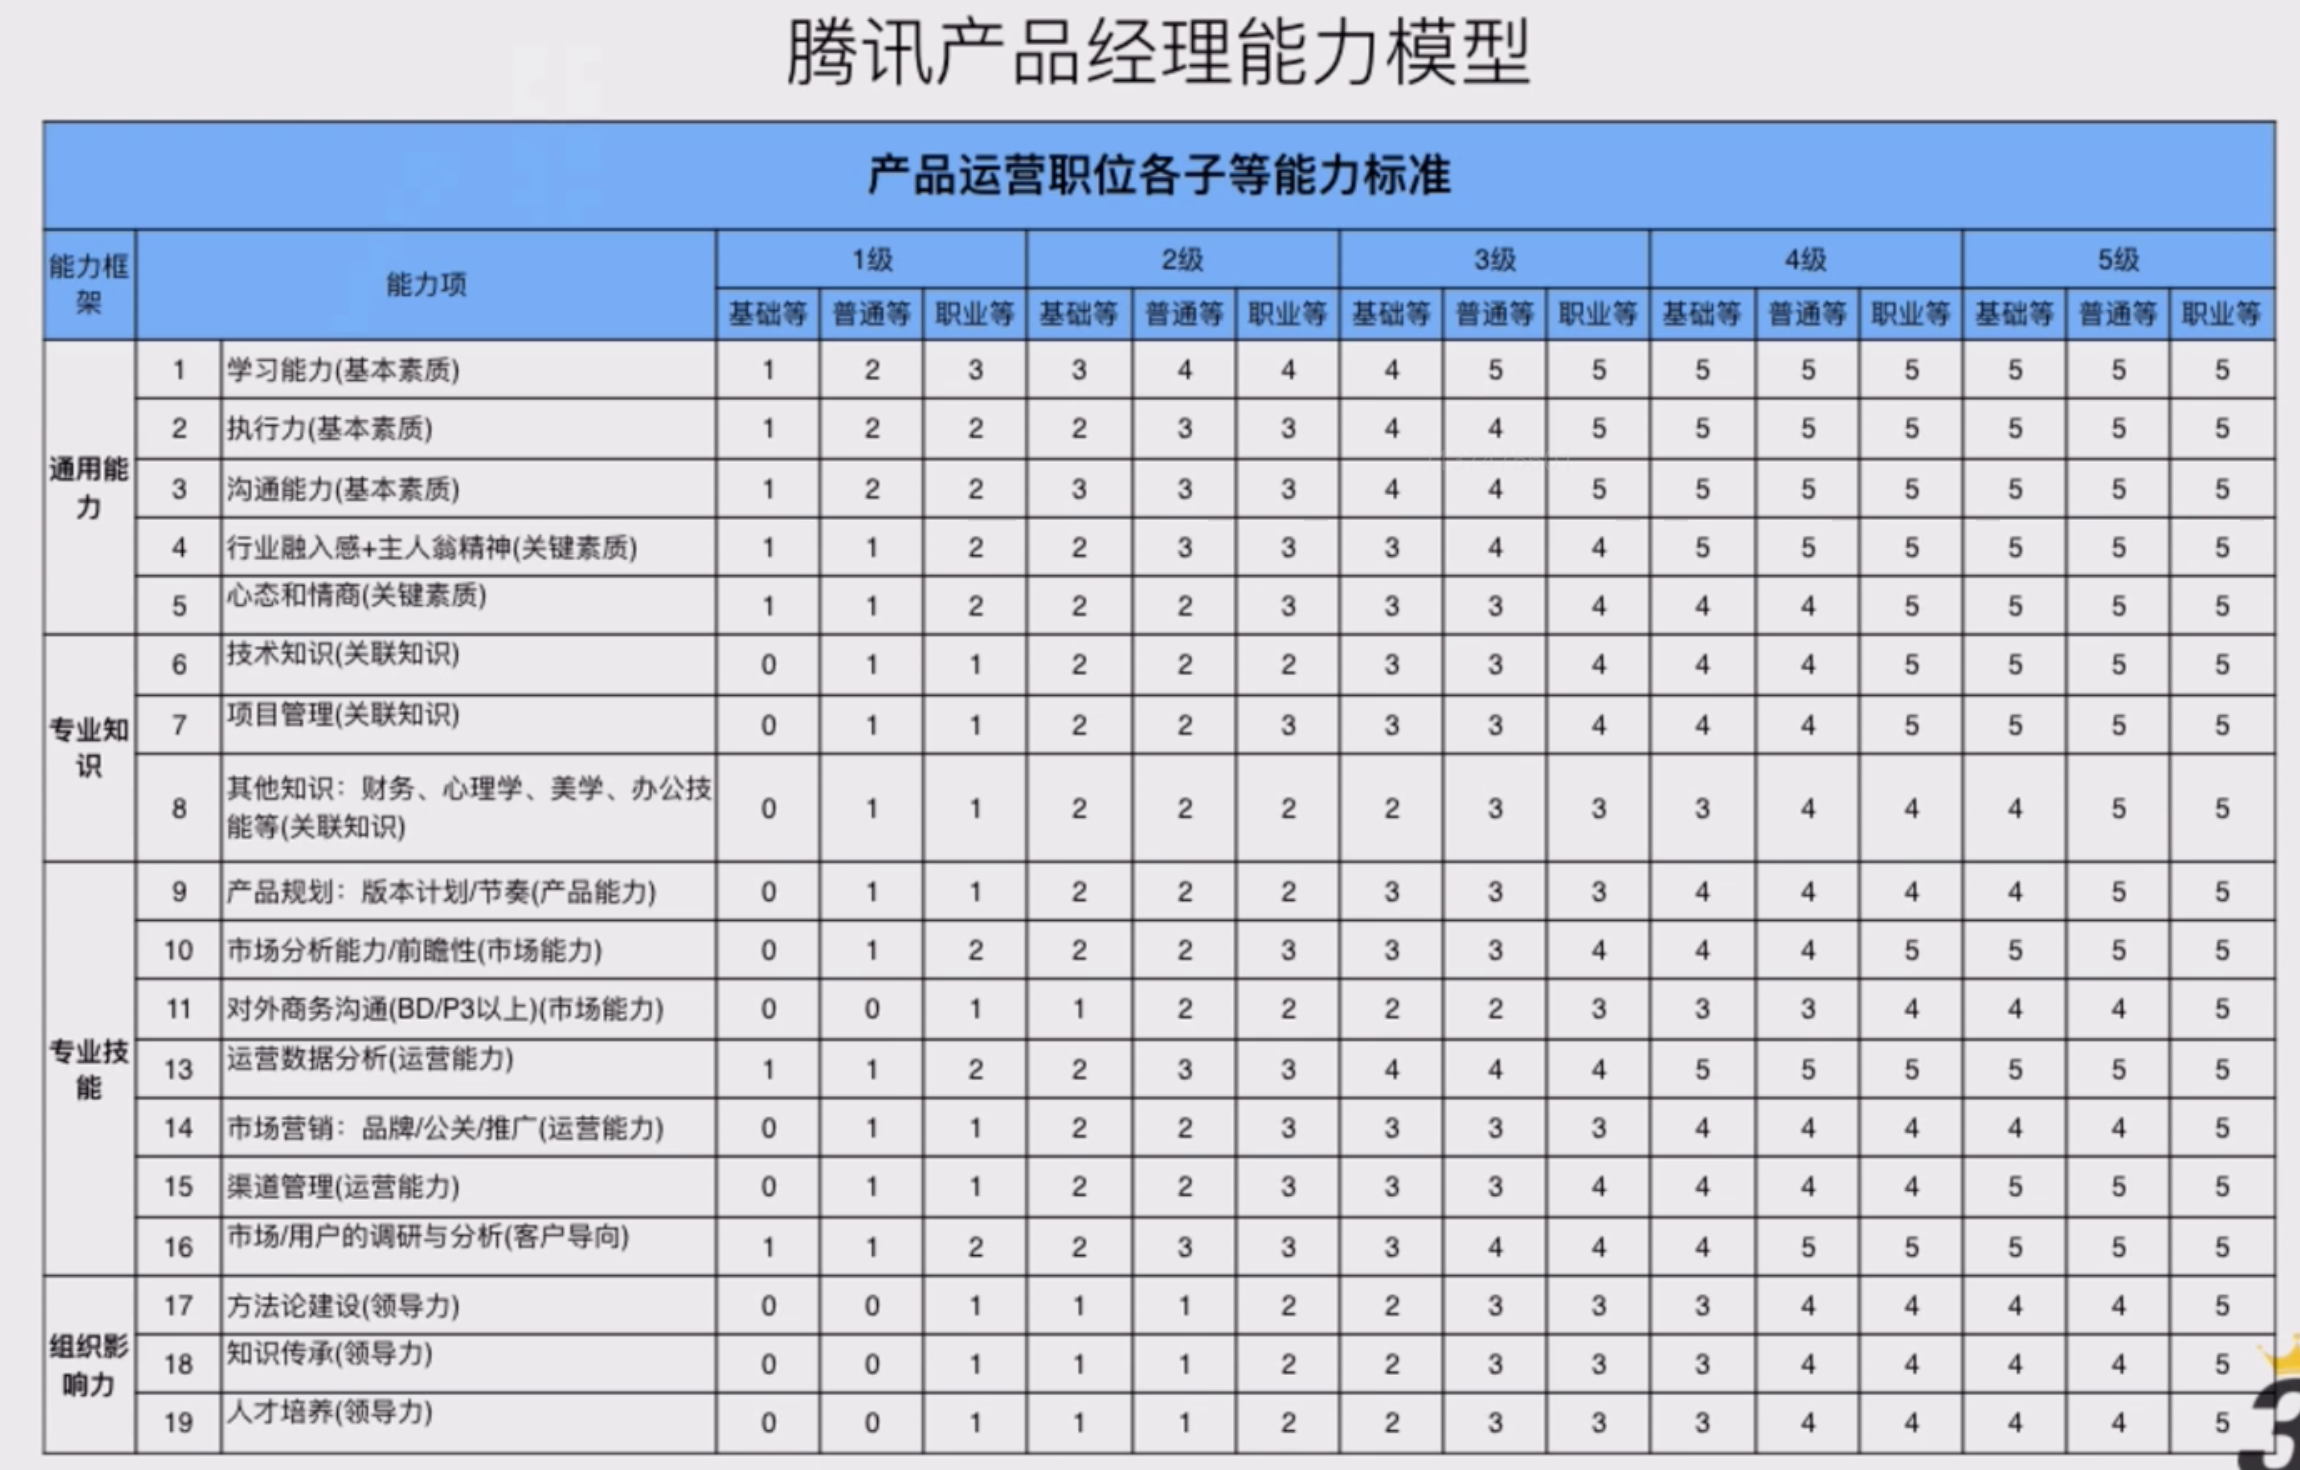 腾讯产品经理能力模型
产品运营职位各子等能力标准
能力框架 能力项 1级 2级 3级 4级 5级
基础等 普通等 职业等 基础等 普通等 职业等 基础等 普通等 职业等 基础等 普通等 职业等 基础等 普通等 职业等
通用能力
1 学习能力(基本素质) 1 2 3 3 4 4 4 5 5 5 5 5 5 5 5
2 执行力(基本素质) 1 2 2 2 3 3 4 4 5 5 5 5 5 5 5
3 沟通能力(基本素质) 1 2 2 3 3 3 4 4 5 5 5 5 5 5 5
4 行业融入感+主人翁精神(关键素质) 1 1 2 2 3 3 3 4 4 5 5 5 5 5 5
5 心态和情商(关键素质) 1 1 2 2 2 3 3 3 4 4 4 5 5 5 5
专业知识
6 技术知识(关联知识) 0 1 1 2 2 2 3 3 4 4 4 5 5 5 5
7 项目管理(关联知识) 0 1 1 2 2 3 3 3 4 4 4 5 5 5 5
8 其他知识：财务、心理学、美学、办公技能等(关联知识) 0 1 1 2 2 2 2 3 3 3 4 4 4 5 5
专业技能
9 产品规划：版本计划/节奏(产品能力) 0 1 1 2 2 2 3 3 3 4 4 4 4 5 5
10 市场分析能力/前瞻性(市场能力) 0 1 2 2 2 3 3 3 4 4 4 5 5 5 5
11 对外商务沟通(BD/P3以上)(市场能力) 0 0 1 1 2 2 2 2 3 3 3 4 4 4 5
13 运营数据分析(运营能力) 1 1 2 2 3 3 4 4 4 5 5 5 5 5 5
14 市场营销：品牌/公关/推广(运营能力) 0 1 1 2 2 3 3 3 3 4 4 4 4 4 5
15 渠道管理(运营能力) 0 1 1 2 2 3 3 3 4 4 4 4 5 5 5
16 市场/用户的调研与分析(客户导向) 1 1 2 2 3 3 3 4 4 4 5 5 5 5 5
组织影响力
17 方法论建设(领导力) 0 0 1 1 1 2 2 3 3 3 4 4 4 4 5
18 知识传承(领导力) 0 0 1 1 1 2 2 3 3 3 4 4 4 4 5
19 人才培养(领导力) 0 0 1 1 1 2 2 3 3 3 4 4 4 4 5
3